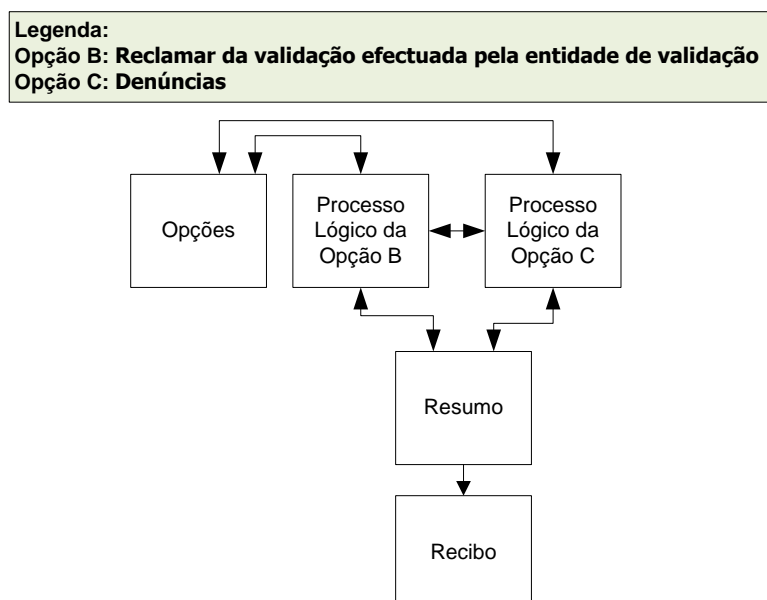 Legenda:
Opção B: Reclamar da validação efectuada pela entidade de validação
Opção C: Denúncias
Opções
Processo
Lógico da
Opção B
Processo
Lógico da
Opção C
Resumo
Recibo